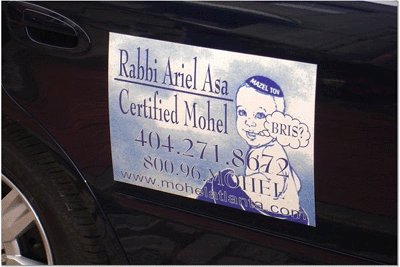 Rabbi Ariel Asa
Certified Mohel
MAZEL TOV
BRIS?
404.271.8672
800.96.MOHEL
www.mohelatlanta.com